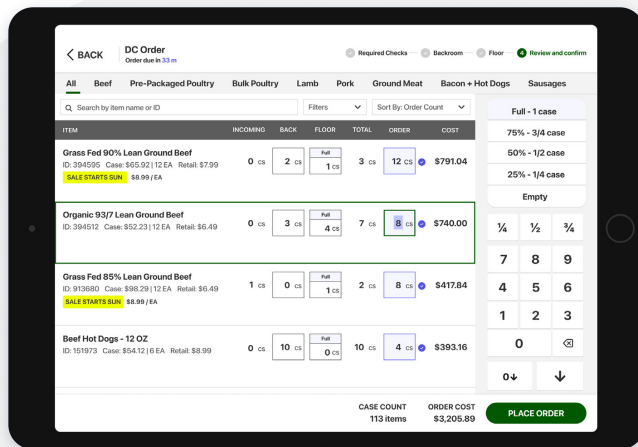 BACK
DC Order
Order due in 33 m
Required Checks
Backroom
Floor
4 Review and confirm
All Beef Pre-Packaged Poultry Bulk Poultry Lamb Pork Ground Meat Bacon + Hot Dogs Sausages
Search by item name or ID
Filters
Sort By: Order Count
ITEM INCOMING BACK FLOOR TOTAL ORDER COST
Grass Fed 90% Lean Ground Beef
ID: 394595 Case: $65.92 | 12 EA Retail: $7.99
SALE STARTS SUN $8.99 / EA
0 cs 2 cs Full 1 cs 3 cs 12 cs $791.04
Organic 93/7 Lean Ground Beef
ID: 394512 Case: $52.23 | 12 EA Retail: $6.49
0 cs 3 cs Full 4 cs 7 cs 8 cs $740.00
Grass Fed 85% Lean Ground Beef
ID: 913680 Case: $98.29 | 12 EA Retail: $6.49
SALE STARTS SUN $8.99 / EA
1 cs 0 cs Full 1 cs 2 cs 8 cs $417.84
Beef Hot Dogs - 12 OZ
ID: 151973 Case: $54.12 | 6 EA Retail: $8.99
0 cs 10 cs Full 0 cs 10 cs 4 cs $393.16
Full - 1 case
75% - 3/4 case
50% - 1/2 case
25% - 1/4 case
Empty
¼ ½ ¾
7 8 9
4 5 6
1 2 3
0
0↓ ↓
CASE COUNT
113 items
ORDER COST
$3,205.89
PLACE ORDER